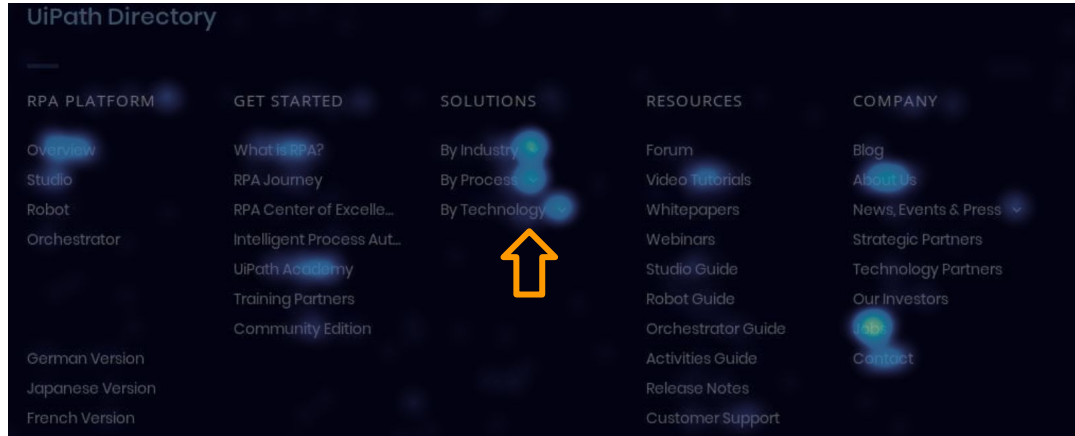 UiPath Directory
RPA PLATFORM
Overview
Studio
Robot
Orchestrator
German Version
Japanese Version
French Version
GET STARTED
What is RPA?
RPA Journey
RPA Center of Excelle...
Intelligent Process Aut...
UiPath Academy
Training Partners
Community Edition
SOLUTIONS
By Industry
By Process
By Technology
RESOURCES
Forum
Video Tutorials
Whitepapers
Webinars
Studio Guide
Robot Guide
Orchestrator Guide
Activities Guide
Release Notes
Customer Support
COMPANY
Blog
About Us
News, Events & Press
Strategic Partners
Technology Partners
Our Investors
Jobs
Contact